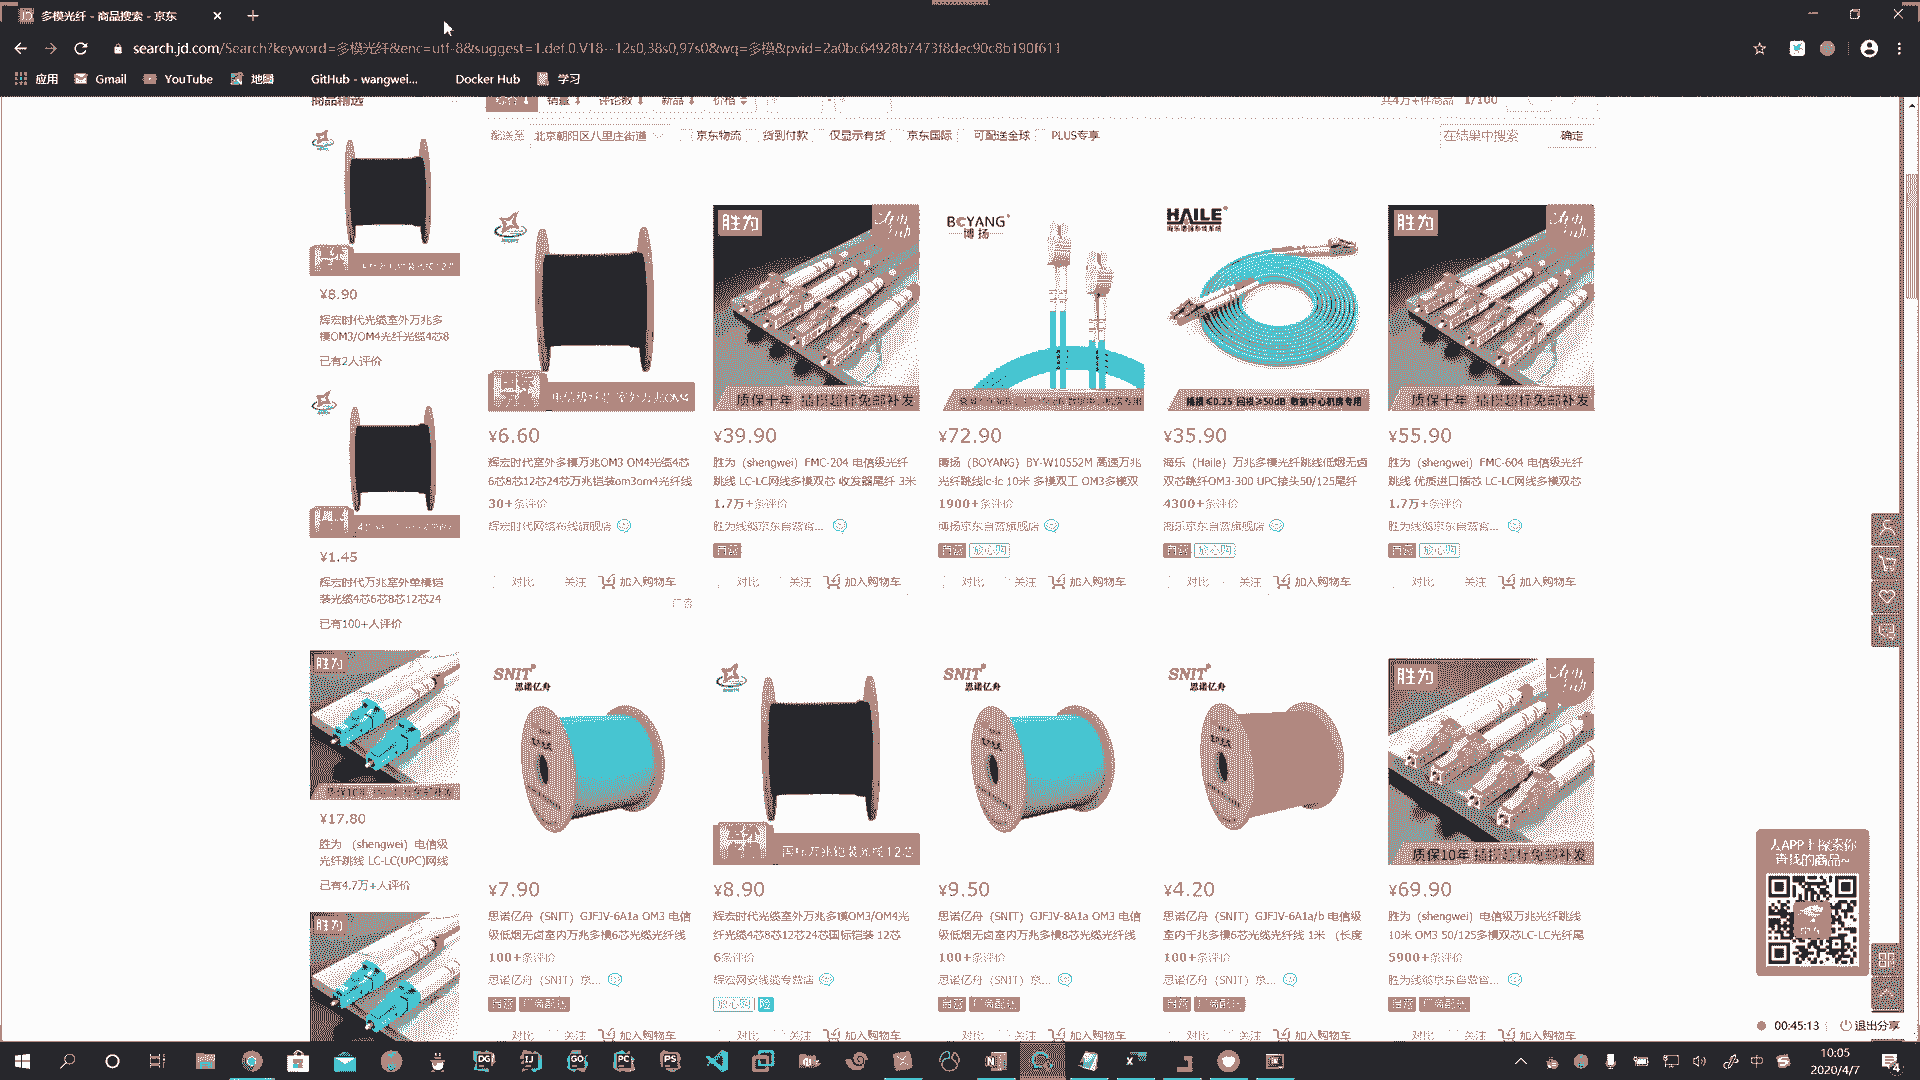 多模光纤 - 商品搜索 - 京东
search.jd.com/Search?keyword=多模光纤&enc=utf-8&suggest=1.def.0.V18--12s0,38s0,97s0&wq=多模&pvid=2a0bc64928b7473f8dec90c8b190f611
应用 Gmail YouTube 地图 GitHub - wangwei... Docker Hub 学习
商品精选 综合 销量 评论数 新品 价格 共4万+件商品 1/100
配送至 北京朝阳区八里庄街道 京东物流 货到付款 仅显示有货 京东国际 可配送全球 PLUS专享 在结果中搜索 确定
¥8.90
辉宏时代光缆室外万兆多
模OM3/OM4光纤光缆4芯8
已有2人评价
¥1.45
辉宏时代万兆室外单模铠
装光缆4芯6芯8芯12芯24
已有100+人评价
胜为
¥17.80
胜为 （shengwei）电信级
光纤跳线 LC-LC(UPC)网线
已有4.7万+人评价
胜为
¥6.60
辉宏时代室外多模万兆OM3 OM4光缆4芯
6芯8芯12芯24芯万兆铠装om3om4光纤线
30+条评价
辉宏时代网络布线旗舰店
对比 关注 加入购物车
广告
胜为
质保十年 插损超标免邮补发
¥39.90
胜为（shengwei）FMC-204 电信级光纤
跳线 LC-LC网线多模双芯 收发器尾纤 3米
1.7万+条评价
胜为线缆京东自营官...
自营
对比 关注 加入购物车
BOYANG
博扬
¥72.90
博扬（BOYANG）BY-W10552M 高速万兆
光纤跳线lc-lc 10米 多模双工 OM3多模双
1900+条评价
博扬京东自营旗舰店
自营 放心购
对比 关注 加入购物车
HAILE
插损≤0.25 回损≥50dB 数据中心机房专用
¥35.90
海乐（Haile）万兆多模光纤跳线低烟无卤
双芯跳纤OM3-300 UPC接头50/125尾纤
4300+条评价
海乐京东自营旗舰店
自营 放心购
对比 关注 加入购物车
胜为
质保十年 插损超标免邮补发
¥55.90
胜为（shengwei）FMC-604 电信级光纤
跳线 优质进口插芯 LC-LC网线多模双芯
1.7万+条评价
胜为线缆京东自营官...
自营 放心购
对比 关注 加入购物车
SNIT
思诺亿舟
¥7.90
思诺亿舟（SNIT）GJFJV-6A1a OM3 电信
级低烟无卤室内万兆多模6芯光缆光纤线
100+条评价
思诺亿舟（SNIT）京...
对比 关注 加入购物车
国标万兆铠装光缆12芯
¥8.90
辉宏时代光缆室外万兆多模OM3/OM4光
纤光缆4芯8芯12芯24芯国标铠装 12芯
6条评价
辉宏网安线缆专营店
放心购 险
对比 关注 加入购物车
SNIT
思诺亿舟
¥9.50
思诺亿舟（SNIT）GJFJV-8A1a OM3 电信
级低烟无卤室内万兆多模8芯光缆光纤线
100+条评价
思诺亿舟（SNIT）京...
对比 关注 加入购物车
SNIT
思诺亿舟
¥4.20
思诺亿舟（SNIT）GJFJV-6A1a/b 电信级
室内千兆多模6芯光缆光纤线 1米 （长度
100+条评价
思诺亿舟（SNIT）京...
对比 关注 加入购物车
胜为
质保10年 插损超标免邮补发
¥69.90
胜为（shengwei）电信级万兆光纤跳线
10米 OM3 50/125多模双芯LC-LC光纤尾
5900+条评价
胜为线缆京东自营官...
对比 关注 加入购物车
去APP上探索你
查找的商品~
00:45:13 退出分享
中
10:05
2020/4/7